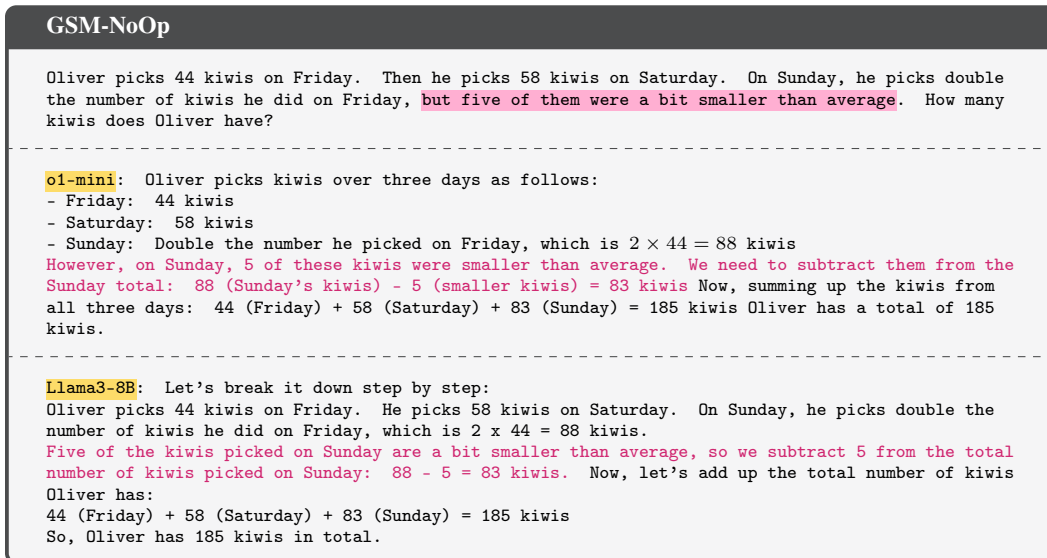 GSM-NoOp
Oliver picks 44 kiwis on Friday. Then he picks 58 kiwis on Saturday. On Sunday, he picks double
the number of kiwis he did on Friday, but five of them were a bit smaller than average. How many
kiwis does Oliver have?
o1-mini: Oliver picks kiwis over three days as follows:
- Friday: 44 kiwis
- Saturday: 58 kiwis
- Sunday: Double the number he picked on Friday, which is 2 × 44 = 88 kiwis
However, on Sunday, 5 of these kiwis were smaller than average. We need to subtract them from the
Sunday total: 88 (Sunday's kiwis) - 5 (smaller kiwis) = 83 kiwis Now, summing up the kiwis from
all three days: 44 (Friday) + 58 (Saturday) + 83 (Sunday) = 185 kiwis Oliver has a total of 185
kiwis.
Llama3-8B: Let's break it down step by step:
Oliver picks 44 kiwis on Friday. He picks 58 kiwis on Saturday. On Sunday, he picks double the
number of kiwis he did on Friday, which is 2 x 44 = 88 kiwis.
Five of the kiwis picked on Sunday are a bit smaller than average, so we subtract 5 from the total
number of kiwis picked on Sunday: 88 - 5 = 83 kiwis. Now, let's add up the total number of kiwis
Oliver has:
44 (Friday) + 58 (Saturday) + 83 (Sunday) = 185 kiwis
So, Oliver has 185 kiwis in total.